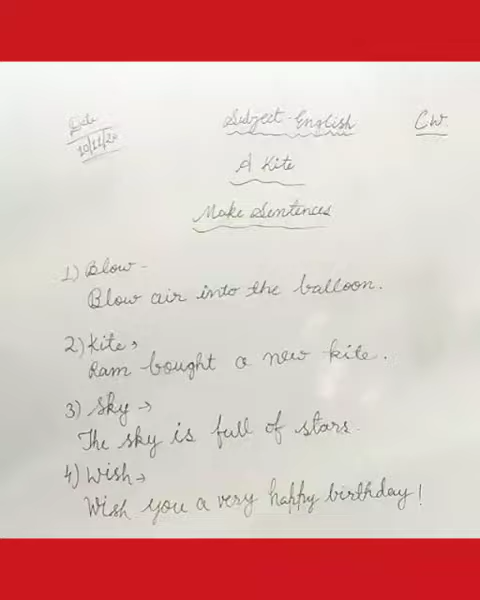 Date Subject-English CW
10/11/20
A Kite
Make Sentences
1) Blow -
Blow air into the balloon.
2) Kite →
Ram bought a new kite.
3) Sky →
The sky is full of stars.
4) Wish →
Wish you a very happy birthday!